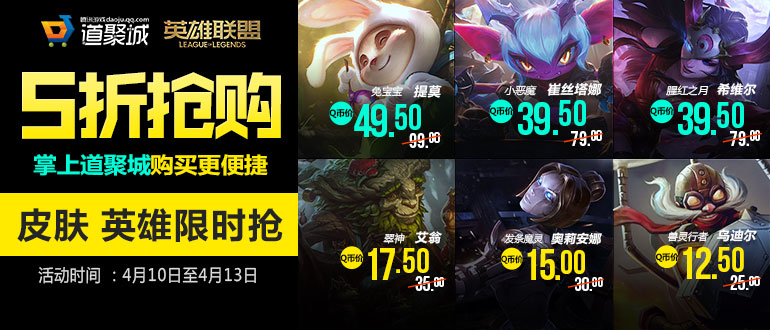 腾讯游戏 daoju.qq.com
道聚城
英雄联盟
LEAGUE OF LEGENDS
5折抢购
掌上道聚城购买更便捷
皮肤 英雄限时抢
活动时间 ：4月10日至4月13日
兔宝宝 提莫
Q币价 49.50
99.00
小恶魔 崔丝塔娜
Q币价 39.50
79.00
腥红之月 希维尔
Q币价 39.50
79.00
翠神 艾翁
Q币价 17.50
35.00
发条魔灵 奥莉安娜
Q币价 15.00
30.00
兽灵行者 乌迪尔
Q币价 12.50
25.00